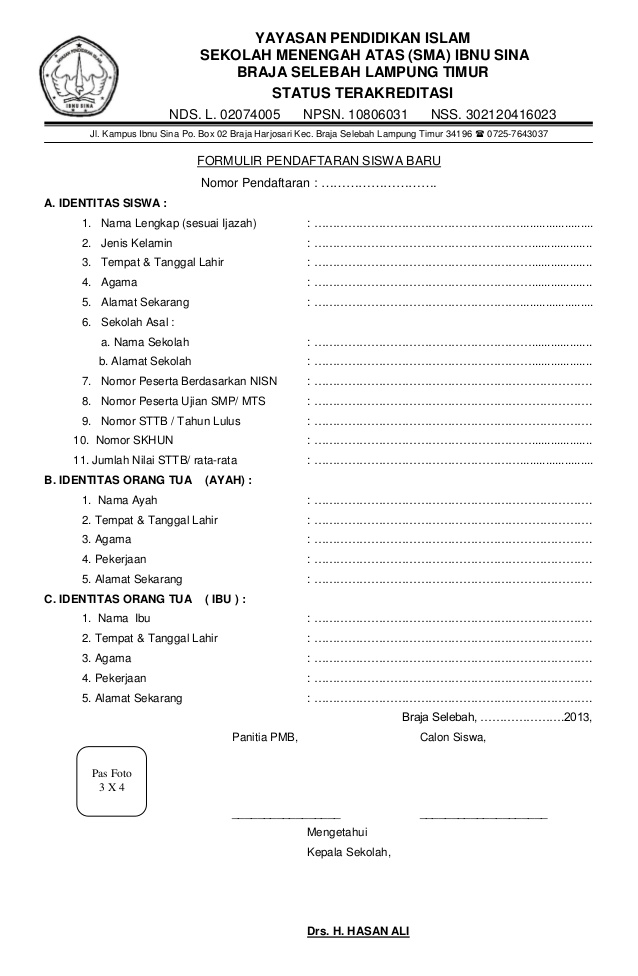 YAYASAN PENDIDIKAN ISLAM
SEKOLAH MENENGAH ATAS (SMA) IBNU SINA
BRAJA SELEBAH LAMPUNG TIMUR
STATUS TERAKREDITASI
NDS. L. 02074005 NPSN. 10806031 NSS. 302120416023
Jl. Kampus Ibnu Sina Po. Box 02 Braja Harjosari Kec. Braja Selebah Lampung Timur 34196 ☎ 0725-7643037
IBNU SINA
FORMULIR PENDAFTARAN SISWA BARU
Nomor Pendaftaran : ……………………….
A. IDENTITAS SISWA :
1. Nama Lengkap (sesuai Ijazah) : ……………………………………………….....................
2. Jenis Kelamin : ………………………………………………….................
3. Tempat & Tanggal Lahir : ………………………………………………….................
4. Agama : ………………………………………………….................
5. Alamat Sekarang : ……………………………………………….....................
6. Sekolah Asal :
a. Nama Sekolah : ………………………………………………….................
b. Alamat Sekolah : ………………………………………………….................
7. Nomor Peserta Berdasarkan NISN : …………………………………………………………………
8. Nomor Peserta Ujian SMP/ MTS : …………………………………………………………………
9. Nomor STTB / Tahun Lulus : …………………………………………………………………
10. Nomor SKHUN : ………………………………………………….................
11. Jumlah Nilai STTB/ rata-rata : ……………………………………………….....................
B. IDENTITAS ORANG TUA (AYAH) :
1. Nama Ayah : …………………………………………………………………
2. Tempat & Tanggal Lahir : …………………………………………………………………
3. Agama : …………………………………………………………………
4. Pekerjaan : …………………………………………………………………
5. Alamat Sekarang : …………………………………………………………………
C. IDENTITAS ORANG TUA ( IBU ) :
1. Nama Ibu : …………………………………………………………………
2. Tempat & Tanggal Lahir : …………………………………………………………………
3. Agama : …………………………………………………………………
4. Pekerjaan : …………………………………………………………………
5. Alamat Sekarang : …………………………………………………………………
Braja Selebah, …………………2013,
Panitia PMB, Calon Siswa,
Pas Foto
3 X 4
_________________ ____________________
Mengetahui
Kepala Sekolah,
Drs. H. HASAN ALI